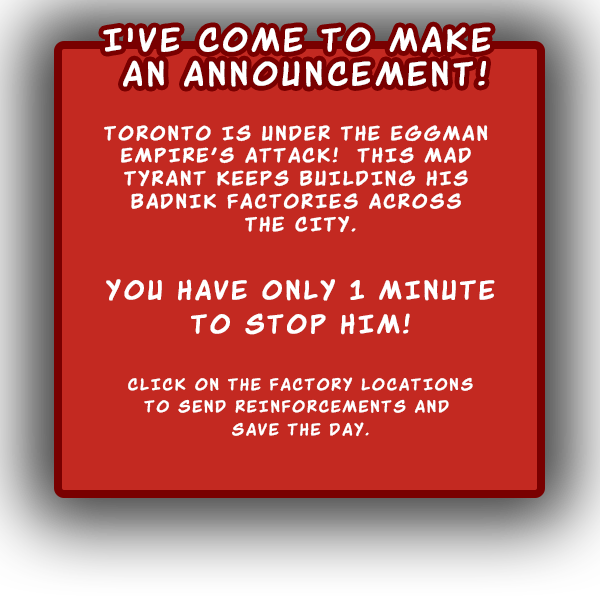 I'VE COME TO MAKE
AN ANNOUNCEMENT!
TORONTO IS UNDER THE EGGMAN
EMPIRE'S ATTACK! THIS MAD
TYRANT KEEPS BUILDING HIS
BADNIK FACTORIES ACROSS
THE CITY.
YOU HAVE ONLY 1 MINUTE
TO STOP HIM!
CLICK ON THE FACTORY LOCATIONS
TO SEND REINFORCEMENTS AND
SAVE THE DAY.